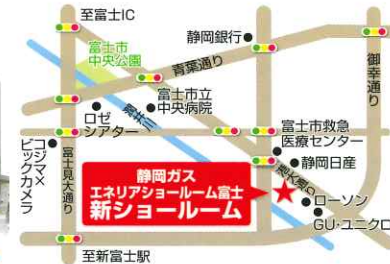 至富士IC
静岡銀行
富士市
中央公園
青葉通り
御幸通り
富士市立
中央病院
潤井川
ロゼ
シアター
コジマ×
ビックカメラ
富士見大通り
富士市救急
医療センター
静岡日産
静岡ガス
エネリアショールーム富士
新ショールーム
ローソン
GU・ユニクロ
至新富士駅